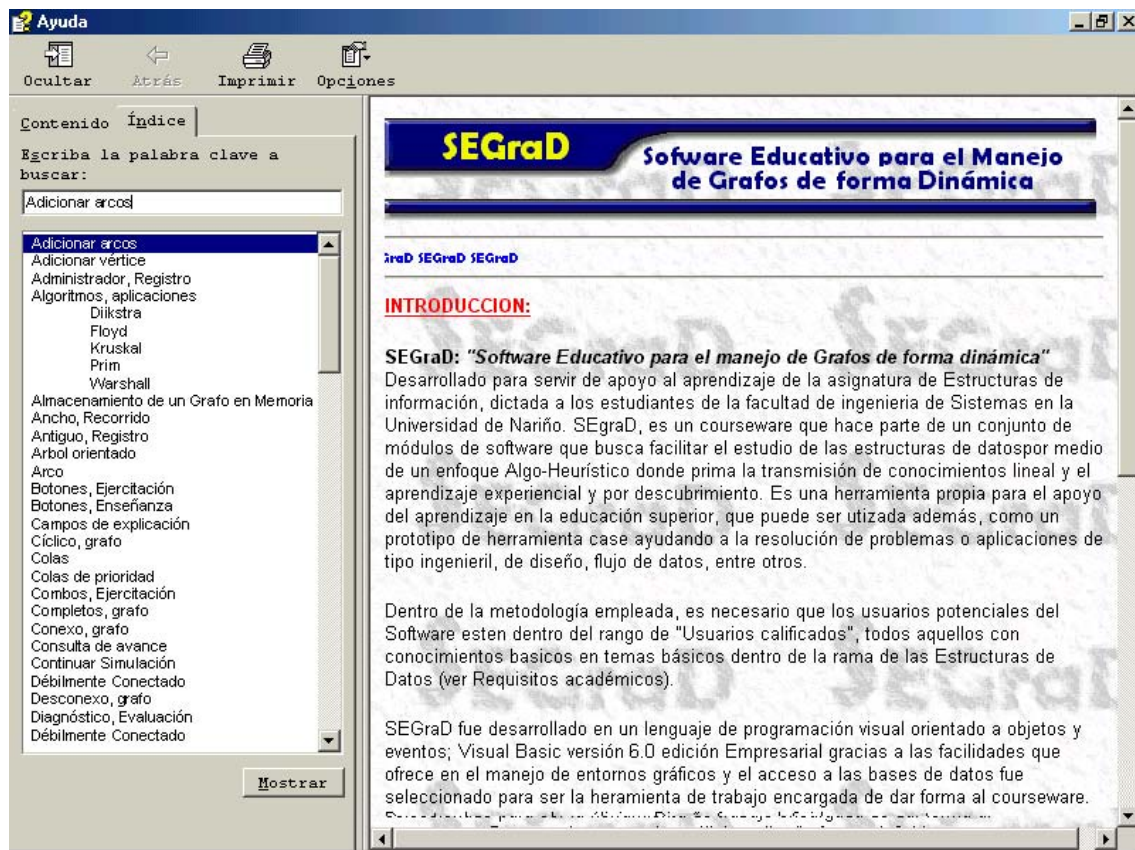 Ayuda
Ocultar Atrás Imprimir Opciones
Contenido Índice
Escriba la palabra clave a
buscar:
Adicionar arcos
Adicionar arcos
Adicionar vértice
Administrador, Registro
Algoritmos, aplicaciones
Dijkstra
Floyd
Kruskal
Prim
Warshall
Almacenamiento de un Grafo en Memoria
Ancho, Recorrido
Antiguo, Registro
Arbol orientado
Arco
Botones, Ejercitación
Botones, Enseñanza
Campos de explicación
Cíclico, grafo
Colas
Colas de prioridad
Combos, Ejercitación
Completos, grafo
Conexo, grafo
Consulta de avance
Continuar Simulación
Débilmente Conectado
Desconexo, grafo
Diagnóstico, Evaluación
Débilmente Conectado
Mostrar
SEGraD
Sofware Educativo para el Manejo
de Grafos de forma Dinámica
GraD SEGraD SEGraD
INTRODUCCION:
SEGraD: "Software Educativo para el manejo de Grafos de forma dinámica"
Desarrollado para servir de apoyo al aprendizaje de la asignatura de Estructuras de
información, dictada a los estudiantes de la facultad de ingenieria de Sistemas en la
Universidad de Nariño. SEgraD, es un courseware que hace parte de un conjunto de
módulos de software que busca facilitar el estudio de las estructuras de datospor medio
de un enfoque Algo-Heurístico donde prima la transmisión de conocimientos lineal y el
aprendizaje experiencial y por descubrimiento. Es una herramienta propia para el apoyo
del aprendizaje en la educación superior, que puede ser utizada además, como un
prototipo de herramienta case ayudando a la resolución de problemas o aplicaciones de
tipo ingenieril, de diseño, flujo de datos, entre otros.
Dentro de la metodología empleada, es necesario que los usuarios potenciales del
Software esten dentro del rango de "Usuarios calificados", todos aquellos con
conocimientos basicos en temas básicos dentro de la rama de las Estructuras de
Datos (ver Requisitos académicos).
SEGraD fue desarrollado en un lenguaje de programación visual orientado a objetos y
eventos; Visual Basic versión 6.0 edición Empresarial gracias a las facilidades que
ofrece en el manejo de entornos gráficos y el acceso a las bases de datos fue
seleccionado para ser la heramienta de trabajo encargada de dar forma al courseware.